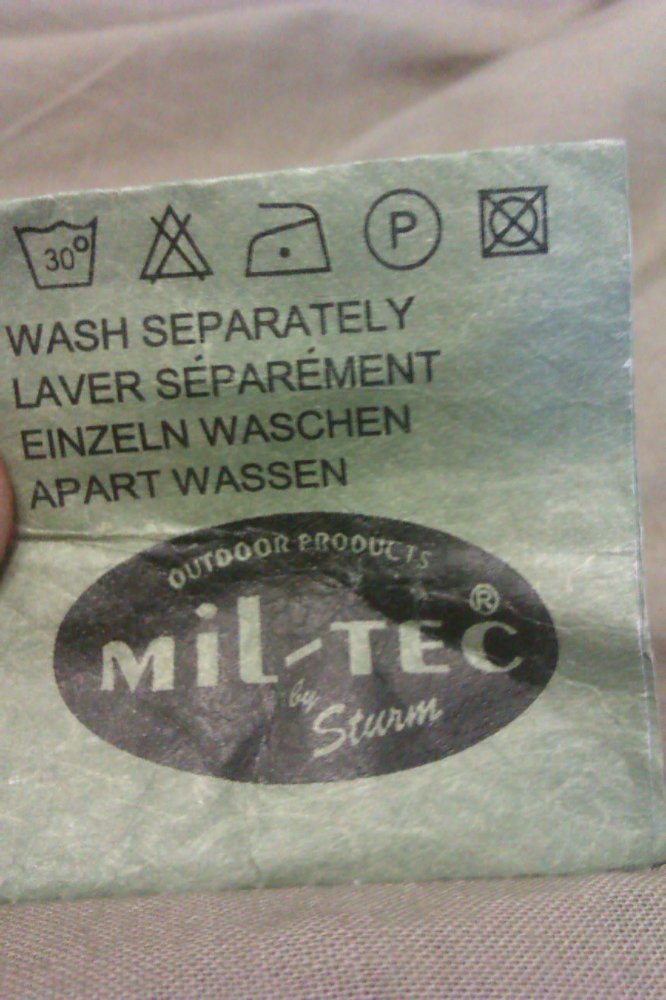 30°
P
WASH SEPARATELY
LAVER SÉPARÉMENT
EINZELN WASCHEN
APART WASSEN
OUTDOOR PRODUCTS
MiL-TEC®
by
Sturm